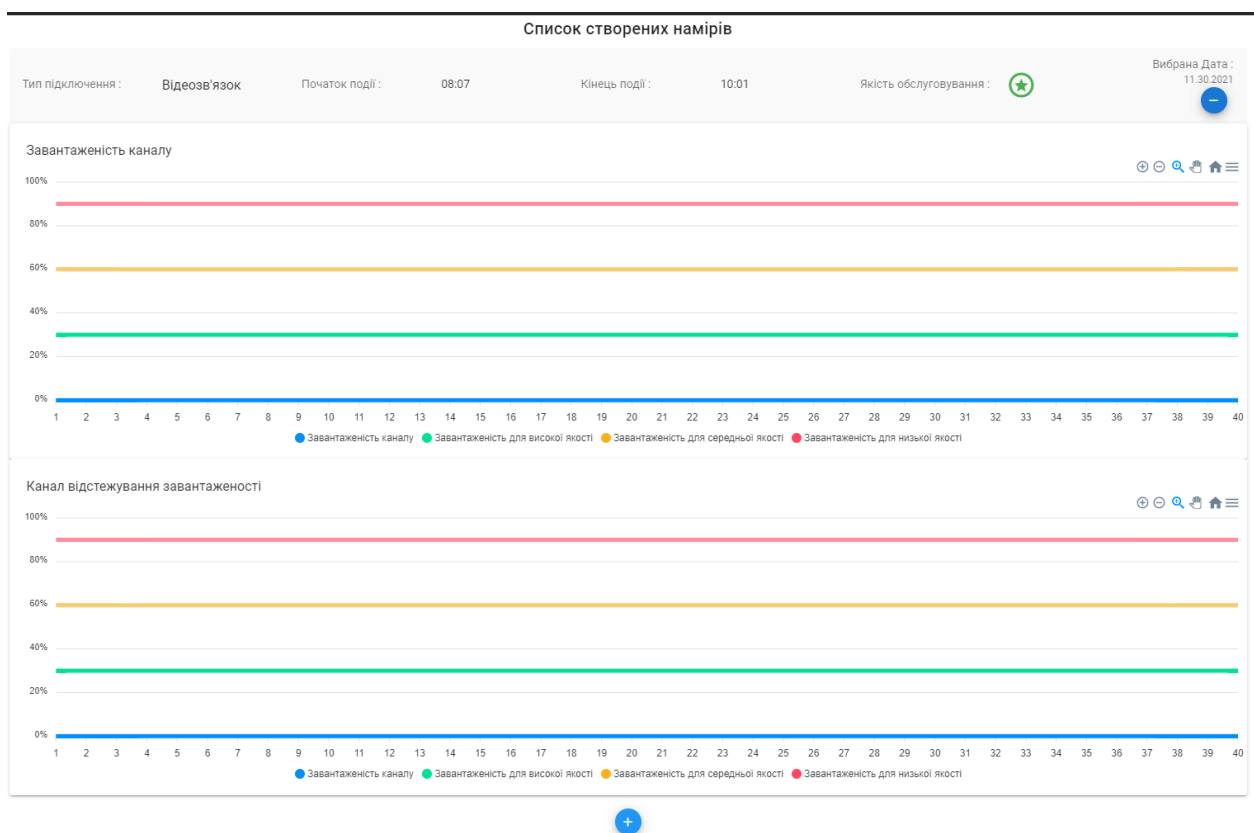 Список створених намірів
Вибрана Дата :
11.30.2021
Тип підключення : Відеозв'язок Початок події : 08:07 Кінець події : 10:01 Якість обслуговування :
Завантаженість каналу
100%
80%
60%
40%
20%
0%
1 2 3 4 5 6 7 8 9 10 11 12 13 14 15 16 17 18 19 20 21 22 23 24 25 26 27 28 29 30 31 32 33 34 35 36 37 38 39 40
Завантаженість каналу Завантаженість для високої якості Завантаженість для середньої якості Завантаженість для низької якості
Канал відстежування завантаженості
100%
80%
60%
40%
20%
0%
1 2 3 4 5 6 7 8 9 10 11 12 13 14 15 16 17 18 19 20 21 22 23 24 25 26 27 28 29 30 31 32 33 34 35 36 37 38 39 40
Завантаженість каналу Завантаженість для високої якості Завантаженість для середньої якості Завантаженість для низької якості